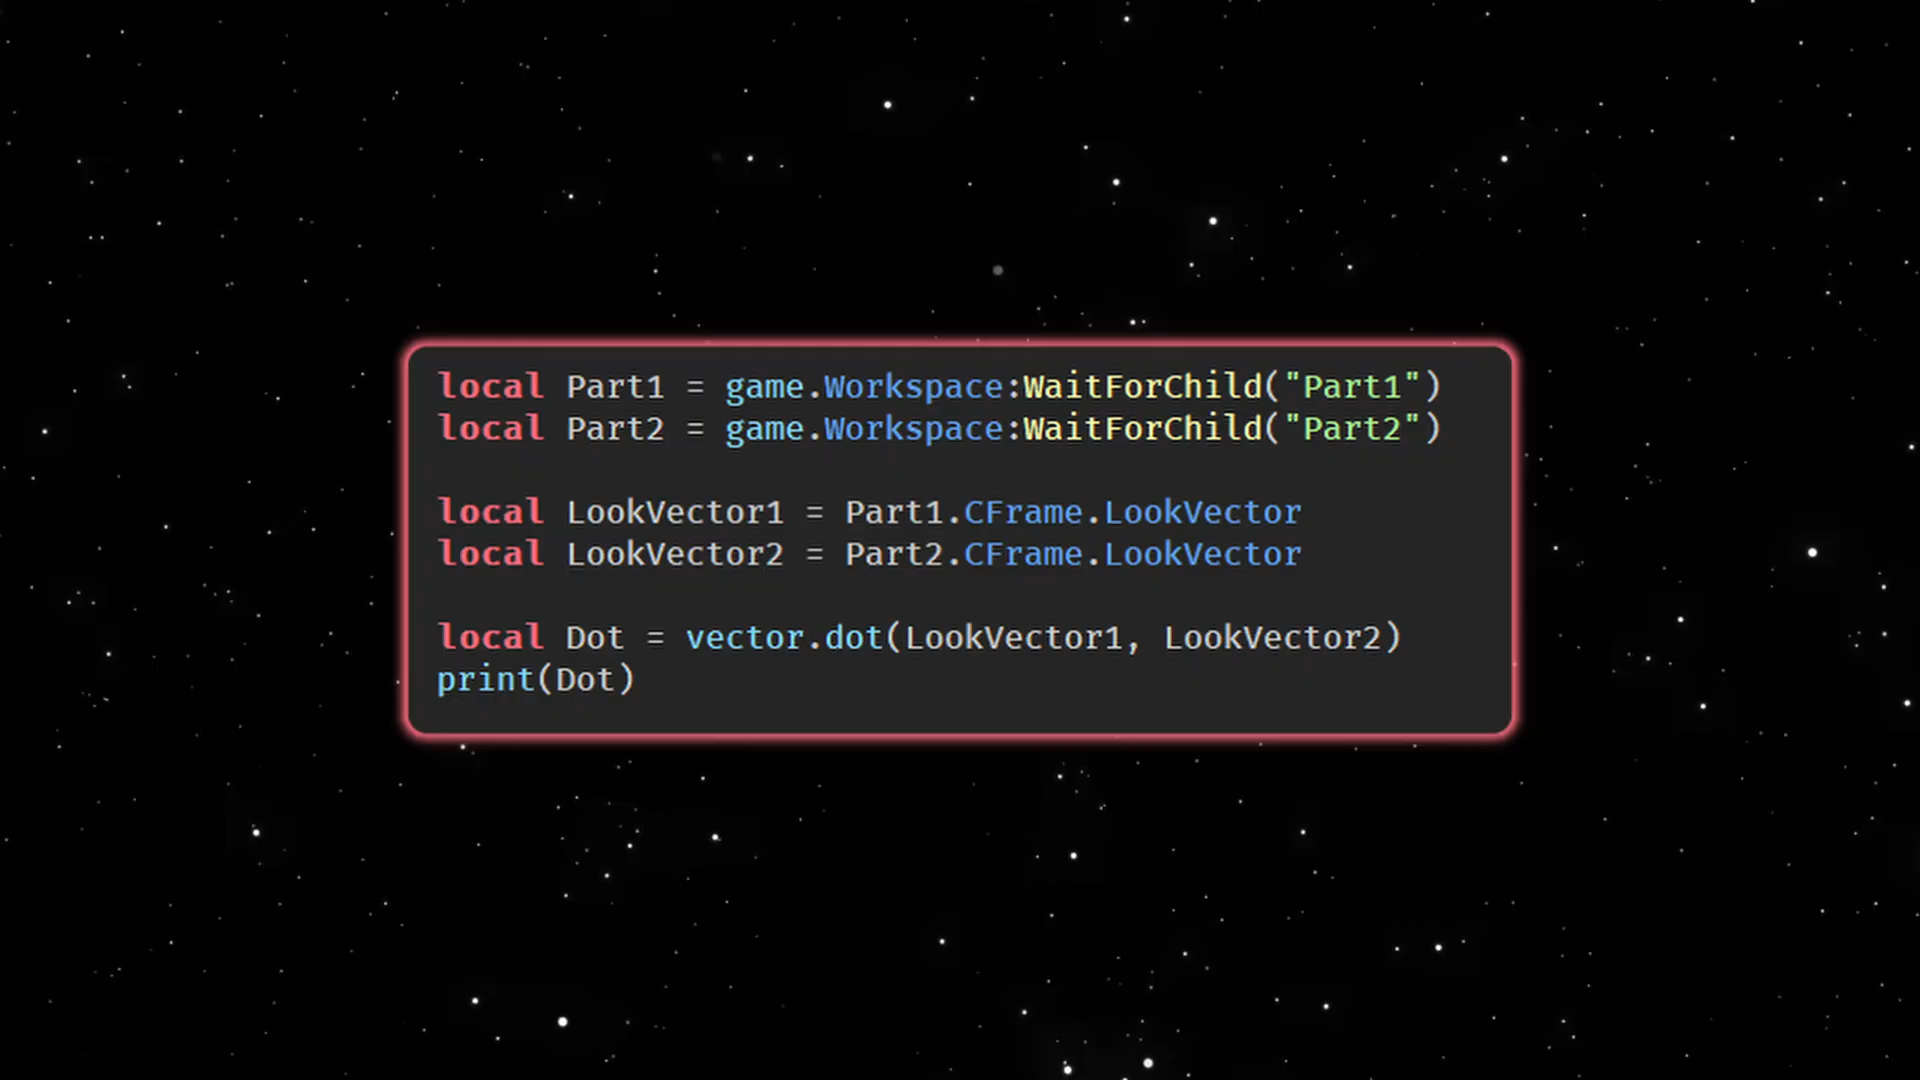 local Part1 = game.Workspace:WaitForChild("Part1")
local Part2 = game.Workspace:WaitForChild("Part2")
local LookVector1 = Part1.CFrame.LookVector
local LookVector2 = Part2.CFrame.LookVector
local Dot = vector.dot(LookVector1, LookVector2)
print(Dot)